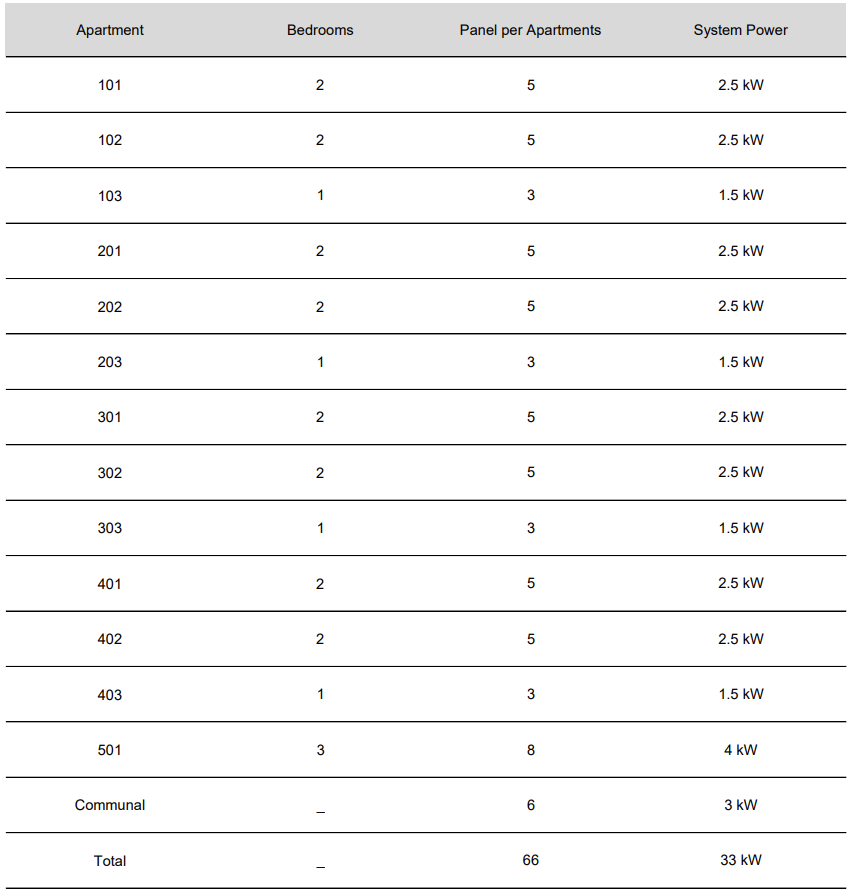 Apartment Bedrooms Panel per Apartments System Power
101 2 5 2.5 kW
102 2 5 2.5 kW
103 1 3 1.5 kW
201 2 5 2.5 kW
202 2 5 2.5 kW
203 1 3 1.5 kW
301 2 5 2.5 kW
302 2 5 2.5 kW
303 1 3 1.5 kW
401 2 5 2.5 kW
402 2 5 2.5 kW
403 1 3 1.5 kW
501 3 8 4 kW
Communal _ 6 3 kW
Total _ 66 33 kW